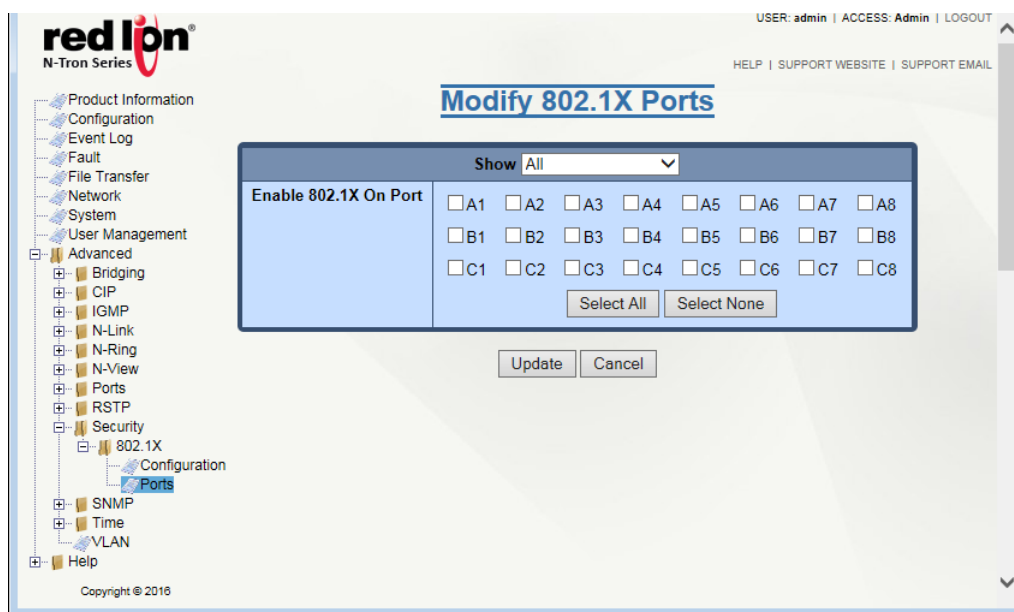 USER: admin | ACCESS: Admin | LOGOUT
red lion®
N-Tron Series
HELP | SUPPORT WEBSITE | SUPPORT EMAIL
Product Information
Configuration
Event Log
Fault
File Transfer
Network
System
User Management
Advanced
Bridging
CIP
IGMP
N-Link
N-Ring
N-View
Ports
RSTP
Security
802.1X
Configuration
Ports
SNMP
Time
VLAN
Help
Copyright © 2016
Modify 802.1X Ports
Show All
Enable 802.1X On Port
A1 A2 A3 A4 A5 A6 A7 A8
B1 B2 B3 B4 B5 B6 B7 B8
C1 C2 C3 C4 C5 C6 C7 C8
Select All Select None
Update Cancel